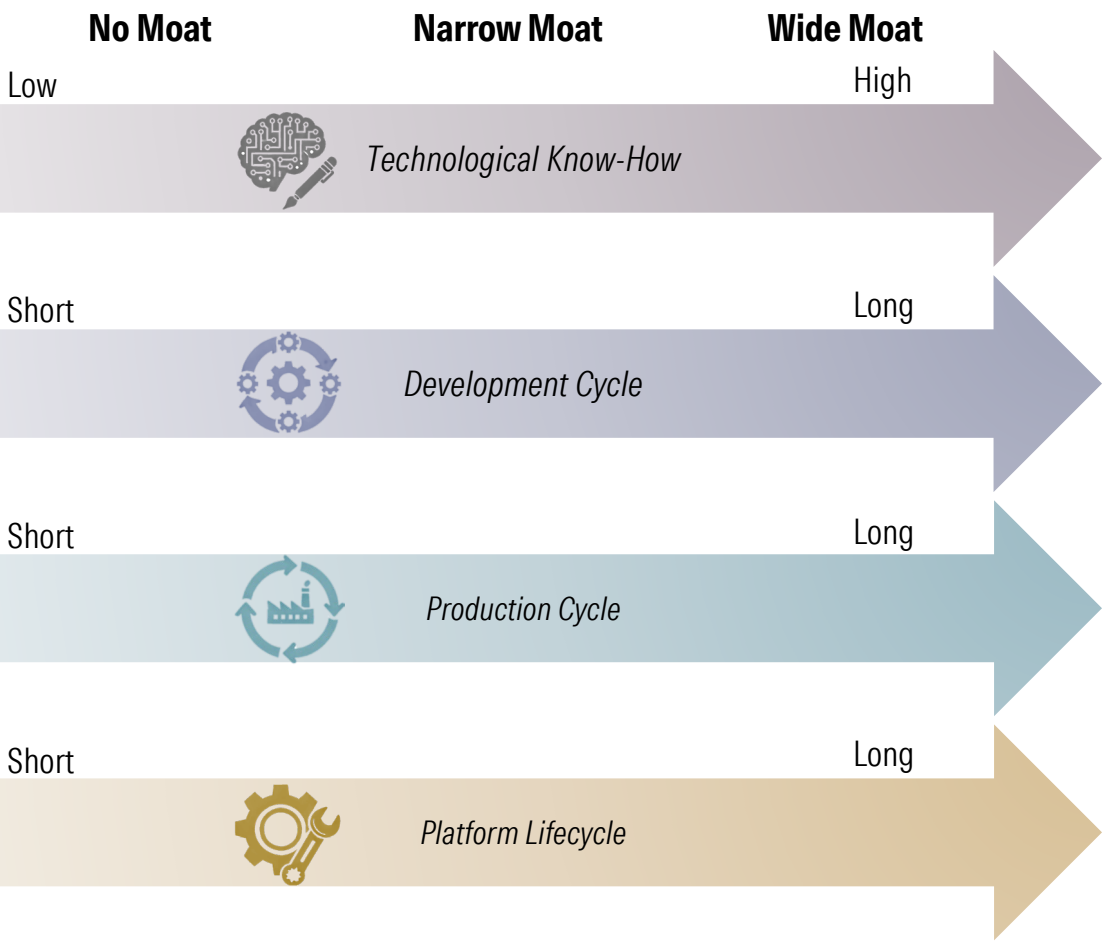 No Moat Narrow Moat Wide Moat
Low High
Technological Know-How
Short Long
Development Cycle
Short Long
Production Cycle
Short Long
Platform Lifecycle